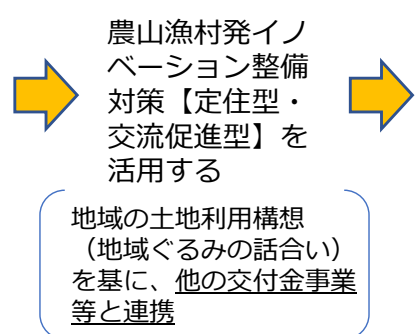 農山漁村発イノ
ベーション整備
対策【定住型・
交流促進型】を
活用する
地域の土地利用構想
（地域ぐるみの話合い）
を基に、他の交付金事業
等と連携